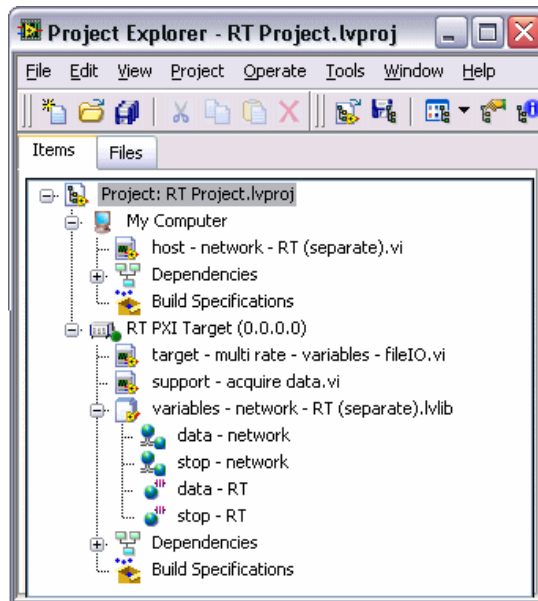 Project Explorer - RT Project.lvproj
File Edit View Project Operate Tools Window Help
Items Files
Project: RT Project.lvproj
My Computer
host - network - RT (separate).vi
Dependencies
Build Specifications
RT PXI Target (0.0.0.0)
target - multi rate - variables - fileIO.vi
support - acquire data.vi
variables - network - RT (separate).lvlib
data - network
stop - network
data - RT
stop - RT
Dependencies
Build Specifications